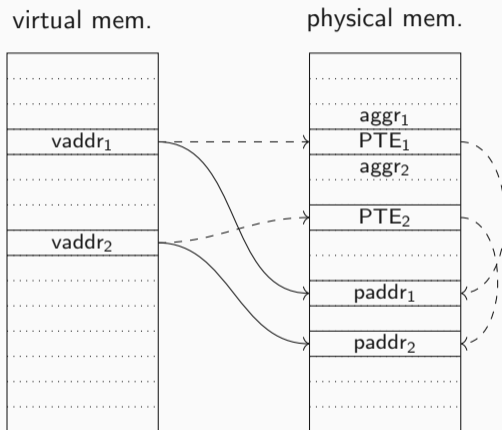 virtual mem.
physical mem.
aggr₁
vaddr₁
PTE₁
aggr₂
PTE₂
vaddr₂
paddr₁
paddr₂